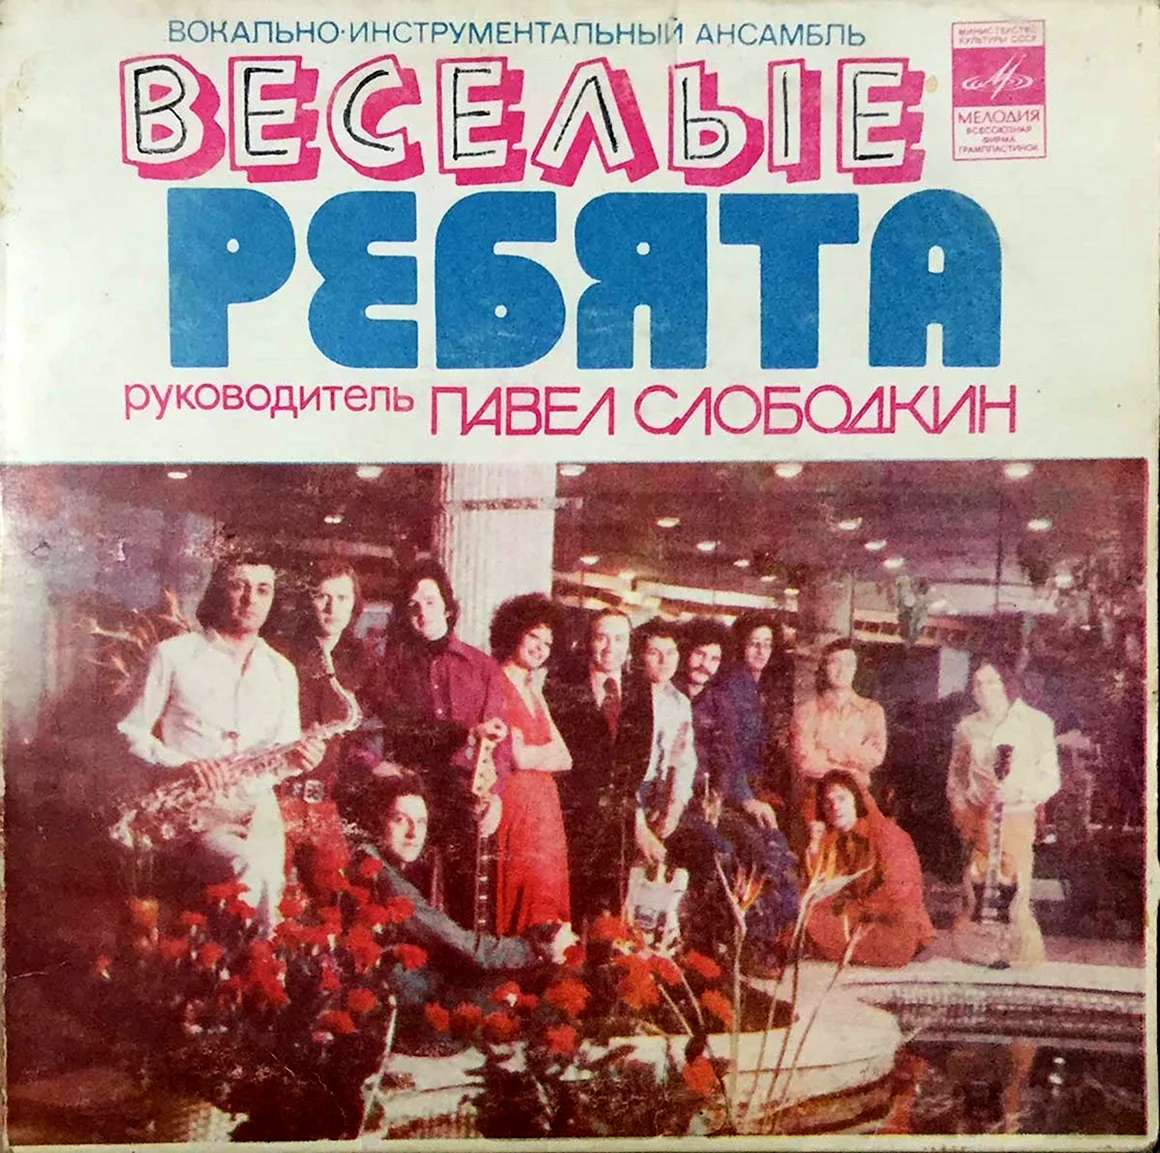 ВОКАЛЬНО-ИНСТРУМЕНТАЛЬНЫЙ АНСАМБЛЬ
ВЕСЕЛЫЕ
РЕБЯТА
руководитель ПАВЕЛ СЛОБОДКИН
МИНИСТЕРСТВО
КУЛЬТУРЫ СССР
МЕЛОДИЯ
ВСЕСОЮЗНАЯ
ФИРМА
ГРАМПЛАСТИНОК